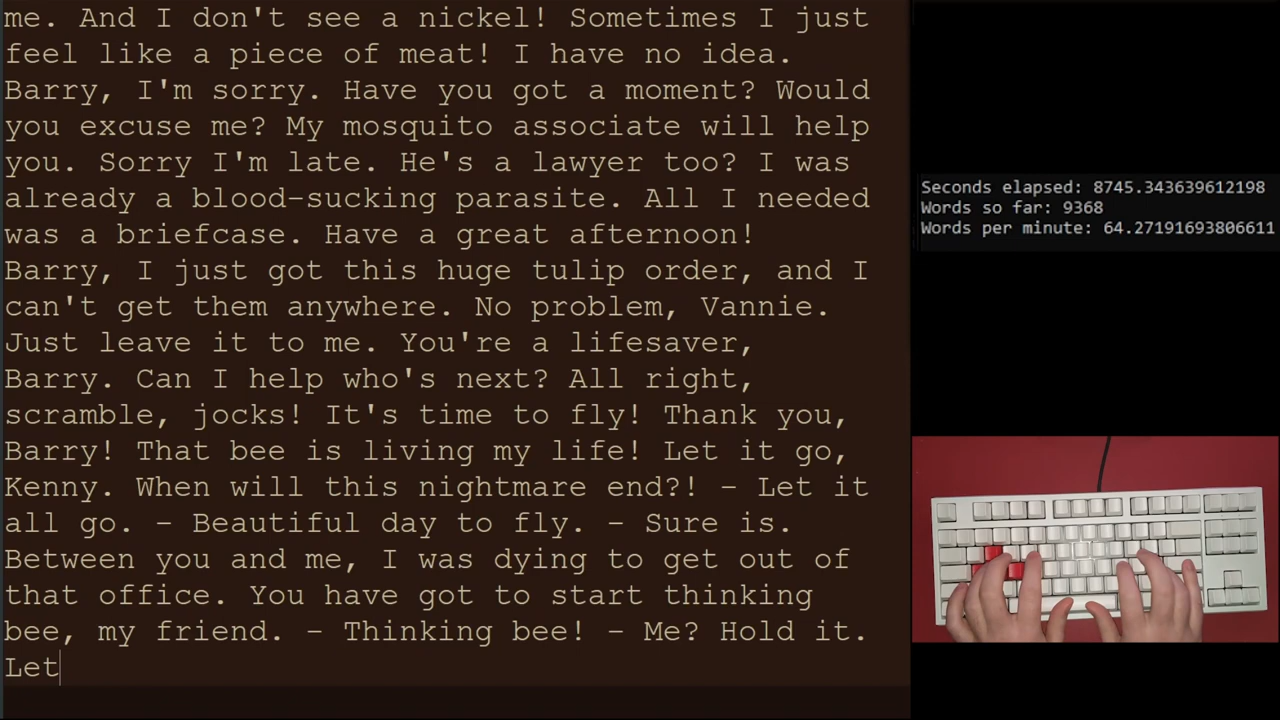 me. And I don't see a nickel! Sometimes I just
feel like a piece of meat! I have no idea.
Barry, I'm sorry. Have you got a moment? Would
you excuse me? My mosquito associate will help
you. Sorry I'm late. He's a lawyer too? I was
already a blood-sucking parasite. All I needed
was a briefcase. Have a great afternoon!
Barry, I just got this huge tulip order, and I
can't get them anywhere. No problem, Vannie.
Just leave it to me. You're a lifesaver,
Barry. Can I help who's next? All right,
scramble, jocks! It's time to fly! Thank you,
Barry! That bee is living my life! Let it go,
Kenny. When will this nightmare end?! - Let it
all go. - Beautiful day to fly. - Sure is.
Between you and me, I was dying to get out of
that office. You have got to start thinking
bee, my friend. - Thinking bee! - Me? Hold it.
Let
Seconds elapsed: 8745.343639612198
Words so far: 9368
Words per minute: 64.27191693806611